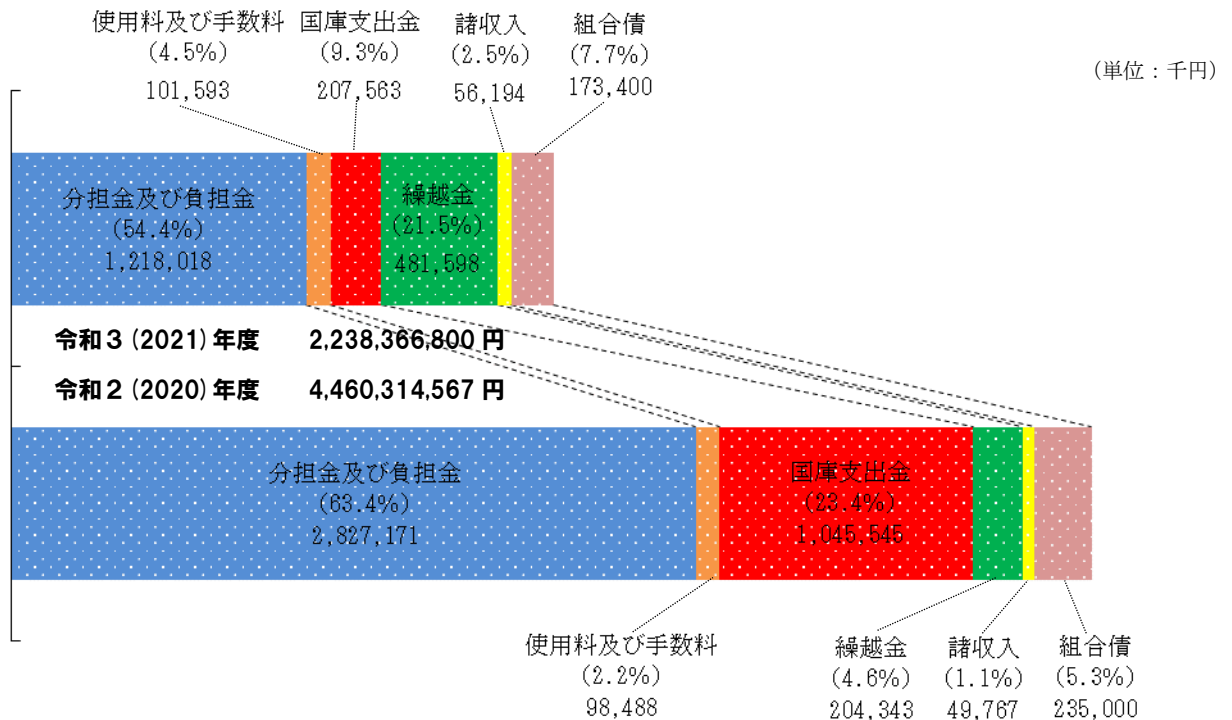 使用料及び手数料
(4.5%)
101,593
国庫支出金
(9.3%)
207,563
諸収入
(2.5%)
56,194
組合債
(7.7%)
173,400
(単位：千円)
分担金及び負担金
(54.4%)
1,218,018
繰越金
(21.5%)
481,598
令和３(2021)年度 2,238,366,800 円
令和２(2020)年度 4,460,314,567 円
分担金及び負担金
(63.4%)
2,827,171
国庫支出金
(23.4%)
1,045,545
使用料及び手数料
(2.2%)
98,488
繰越金
(4.6%)
204,343
諸収入
(1.1%)
49,767
組合債
(5.3%)
235,000